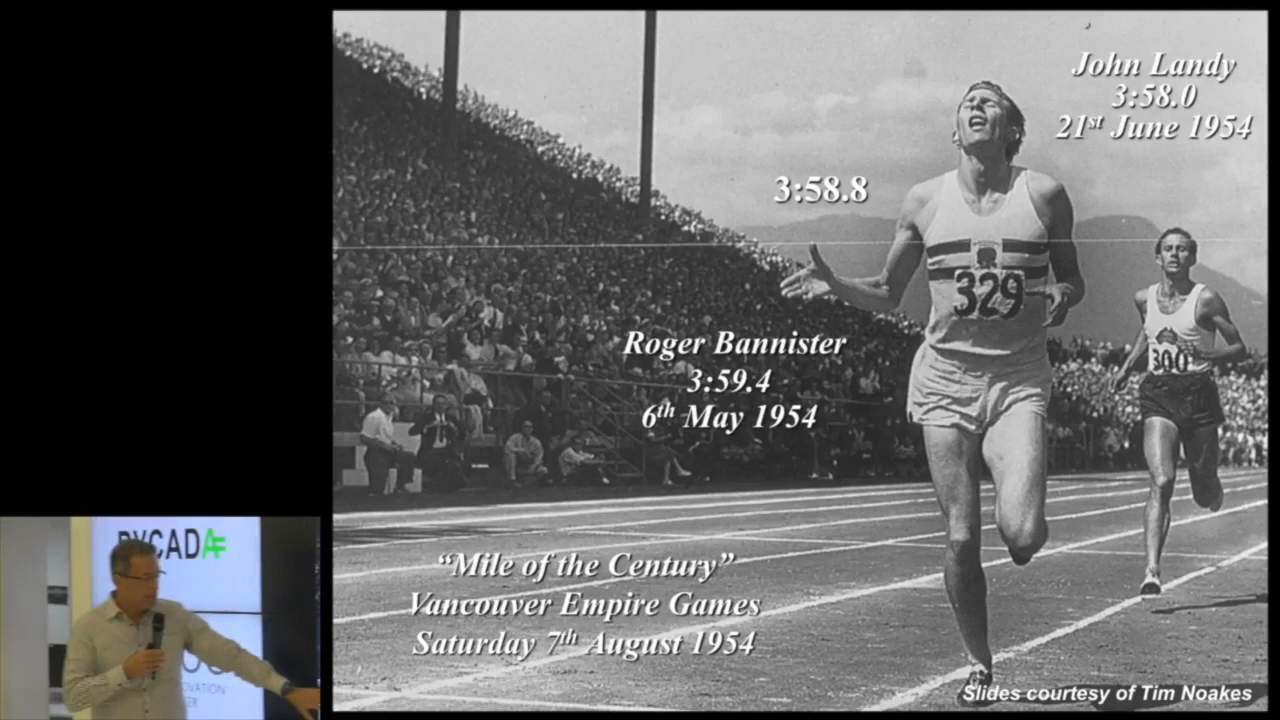 John Landy
3:58.0
21st June 1954
3:58.8
329
300
Roger Bannister
3:59.4
6th May 1954
“Mile of the Century”
Vancouver Empire Games
Saturday 7th August 1954
Slides courtesy of Tim Noakes